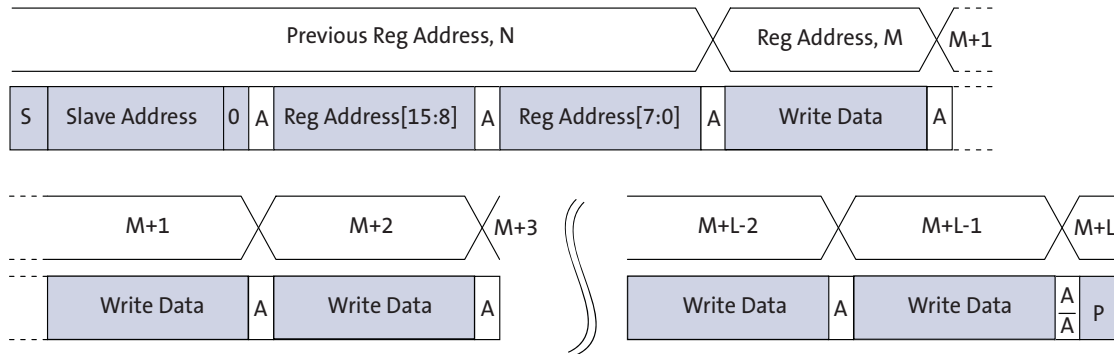 Previous Reg Address, N Reg Address, M M+1
S Slave Address 0 A Reg Address[15:8] A Reg Address[7:0] A Write Data A
M+1 M+2 M+3 M+L-2 M+L-1 M+L
Write Data A Write Data A Write Data A Write Data A P
A